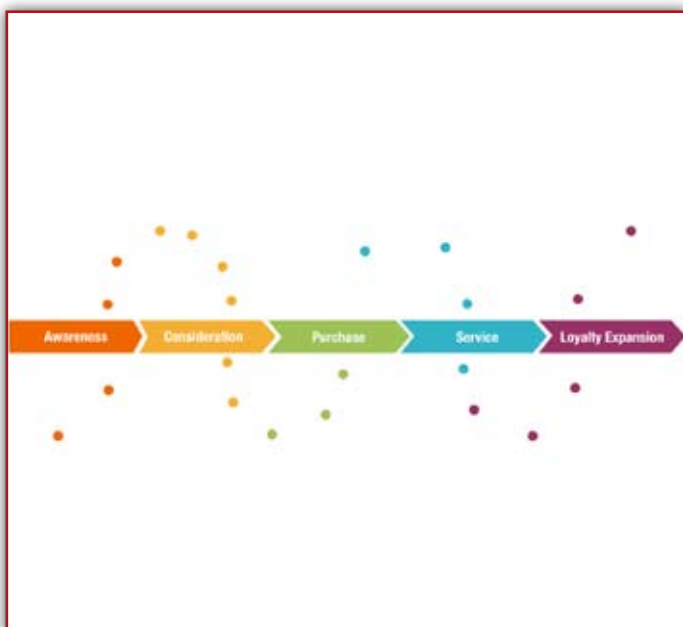 Awareness
Consideration
Purchase
Service
Loyalty Expansion